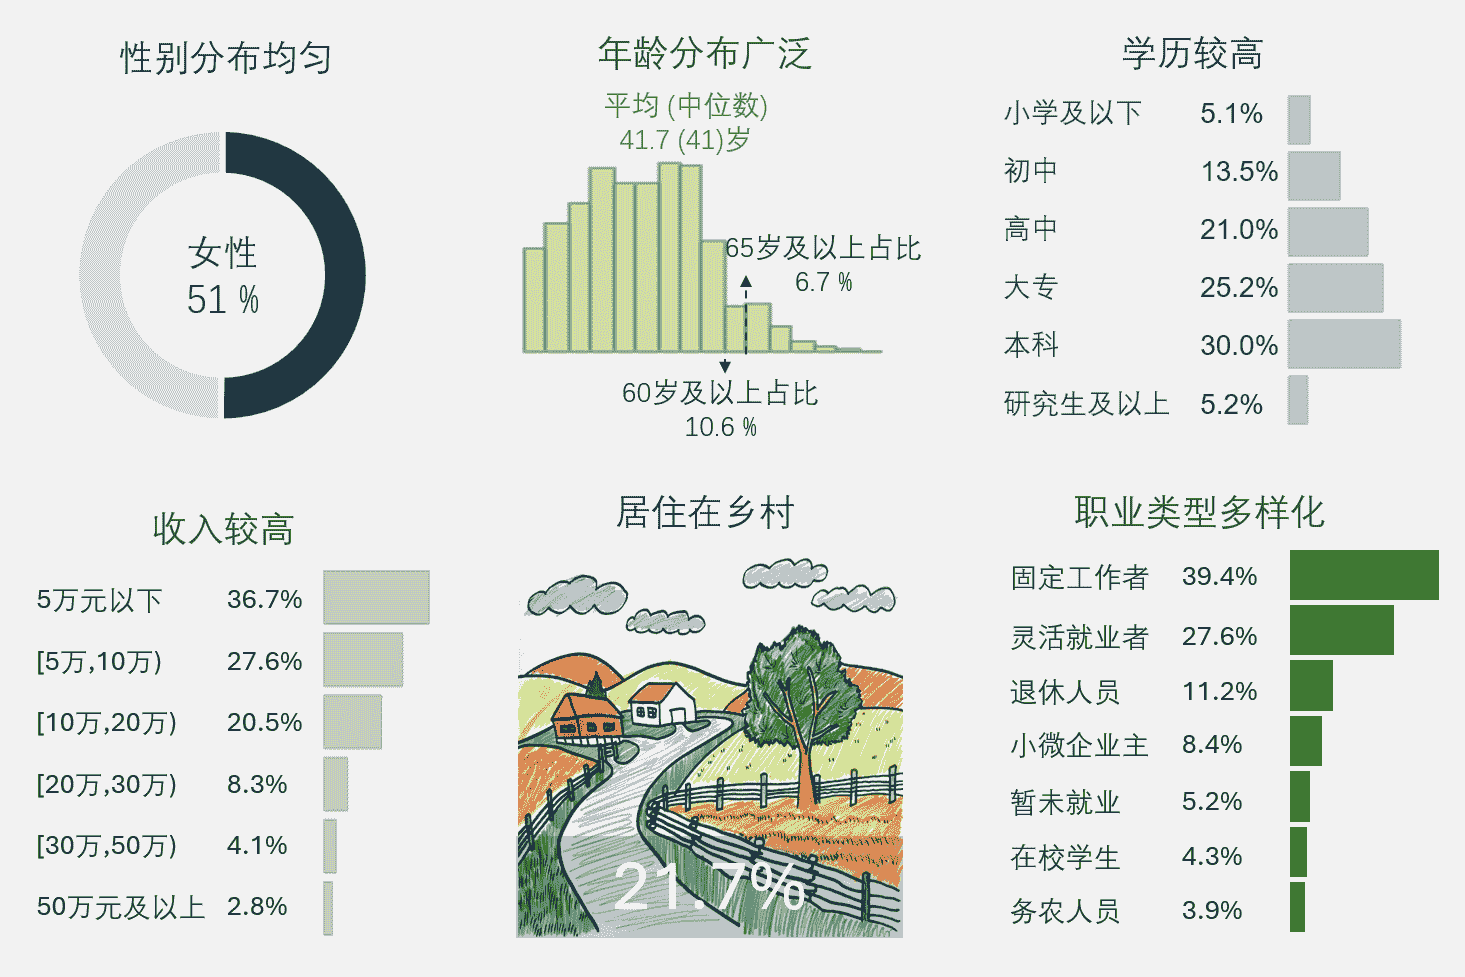 性别分布均匀
女性
51 %
年龄分布广泛
平均 (中位数)
41.7 (41)岁
65岁及以上占比
6.7 %
60岁及以上占比
10.6 %
学历较高
小学及以下 5.1%
初中 13.5%
高中 21.0%
大专 25.2%
本科 30.0%
研究生及以上 5.2%
收入较高
5万元以下 36.7%
[5万,10万) 27.6%
[10万,20万) 20.5%
[20万,30万) 8.3%
[30万,50万) 4.1%
50万元及以上 2.8%
居住在乡村
21.7%
职业类型多样化
固定工作者 39.4%
灵活就业者 27.6%
退休人员 11.2%
小微企业主 8.4%
暂未就业 5.2%
在校学生 4.3%
务农人员 3.9%